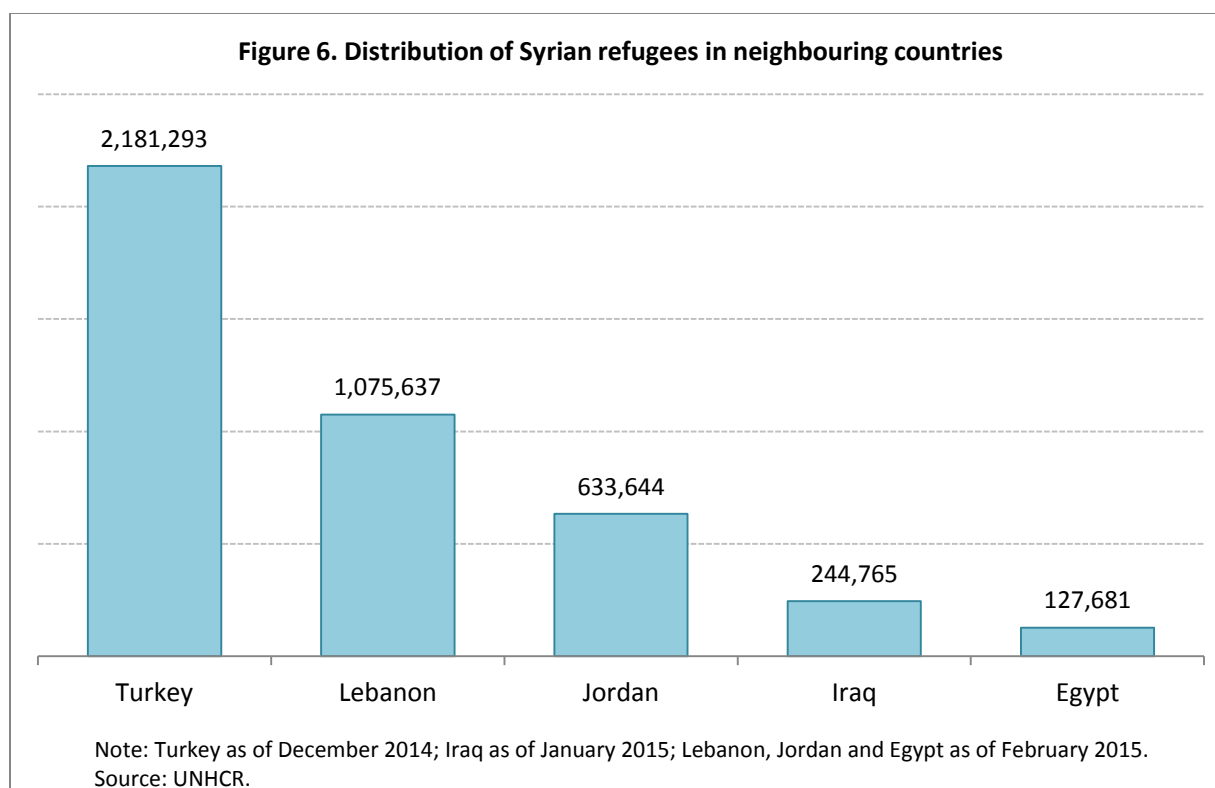 Figure 6. Distribution of Syrian refugees in neighbouring countries
2,181,293
1,075,637
633,644
244,765
127,681
Turkey
Lebanon
Jordan
Iraq
Egypt
Note: Turkey as of December 2014; Iraq as of January 2015; Lebanon, Jordan and Egypt as of February 2015.
Source: UNHCR.